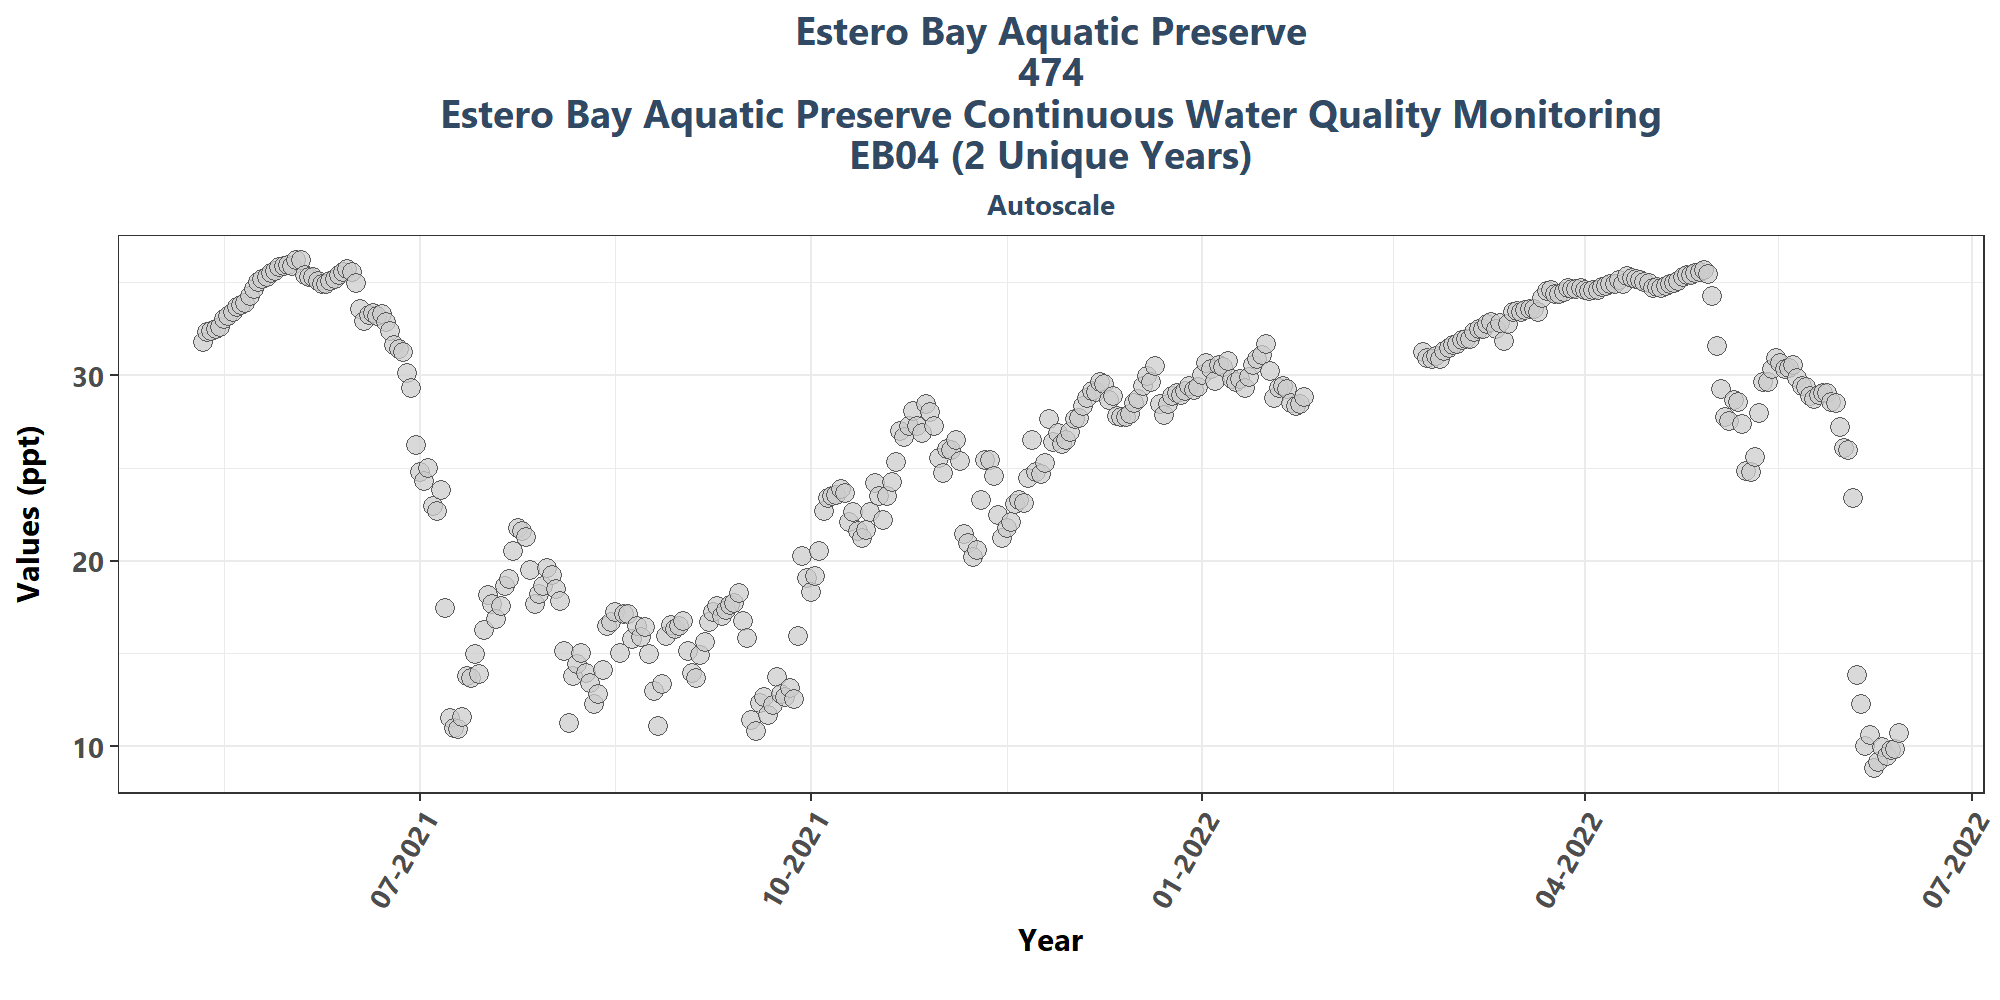 Estero Bay Aquatic Preserve
474
Estero Bay Aquatic Preserve Continuous Water Quality Monitoring
EB04 (2 Unique Years)
Autoscale
Values (ppt)
30
20
10
07-2021
10-2021
01-2022
04-2022
07-2022
Year